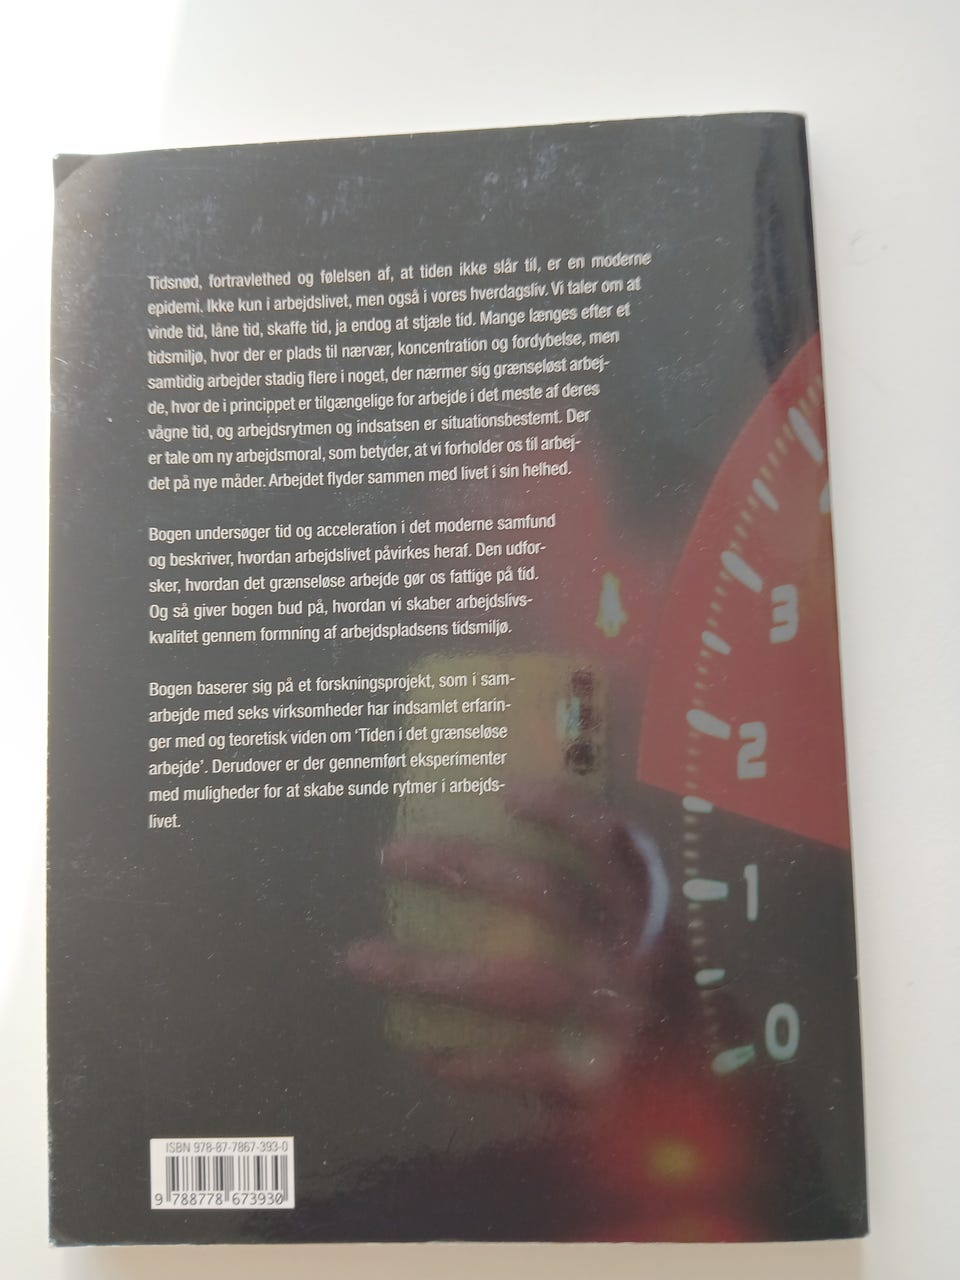 Tidsnød, fortravlethed og følelsen af, at tiden ikke slår til, er en moderne
epidemi. Ikke kun i arbejdslivet, men også i vores hverdagsliv. Vi taler om at
vinde tid, låne tid, skaffe tid, ja endog at stjæle tid. Mange længes efter et
tidsmiljø, hvor der er plads til nærvær, koncentration og fordybelse, men
samtidig arbejder stadig flere i noget, der nærmer sig grænseløst arbej-
de, hvor de i princippet er tilgængelige for arbejde i det meste af deres
vågne tid, og arbejdsrytmen og indsatsen er situationsbestemt. Der
er tale om ny arbejdsmoral, som betyder, at vi forholder os til arbej-
det på nye måder. Arbejdet flyder sammen med livet i sin helhed.
Bogen undersøger tid og acceleration i det moderne samfund
og beskriver, hvordan arbejdslivet påvirkes heraf. Den udfor-
sker, hvordan det grænseløse arbejde gør os fattige på tid.
Og så giver bogen bud på, hvordan vi skaber arbejdslivs-
kvalitet gennem formning af arbejdspladsens tidsmiljø.
Bogen baserer sig på et forskningsprojekt, som i sam-
arbejde med seks virksomheder har indsamlet erfarin-
ger med og teoretisk viden om ‘Tiden i det grænseløse
arbejde’. Derudover er der gennemført eksperimenter
med muligheder for at skabe sunde rytmer i arbejds-
livet.
3
2
1
0
ISBN 978-87-7867-393-0
9 788778 673930